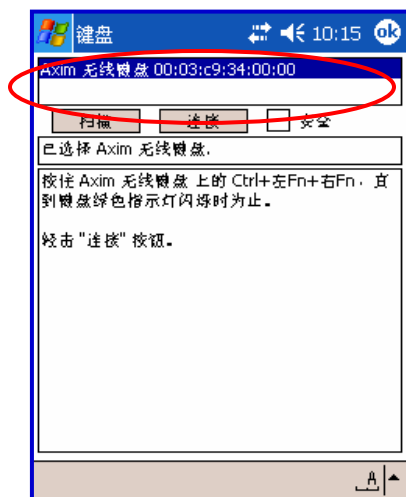 键盘 10:15 ok
Axim 无线键盘 00:03:c9:34:00:00
扫描 连接 安全
已选择 Axim 无线键盘.
按住 Axim 无线键盘 上的 Ctrl+左Fn+右Fn，直
到键盘绿色指示灯闪烁时为止。
轻击"连接"按钮。
A